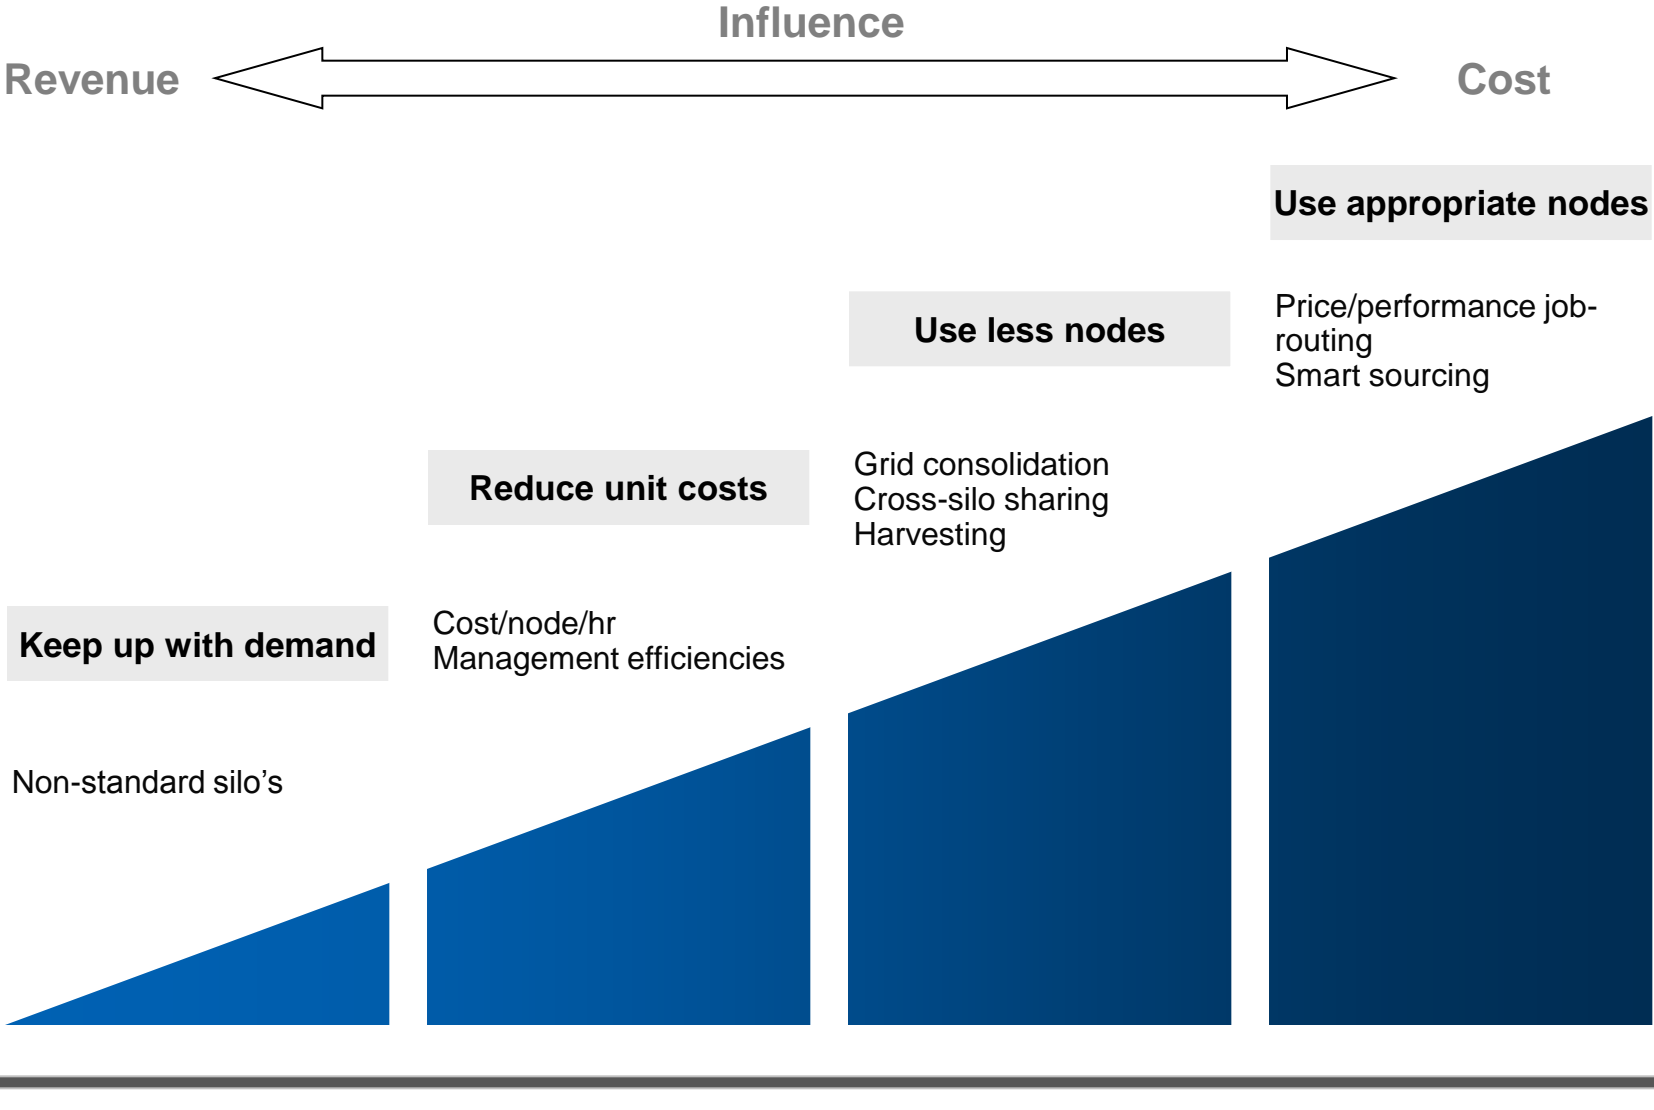 Influence
Revenue
Cost
Use appropriate nodes
Price/performance job-
routing
Smart sourcing
Use less nodes
Grid consolidation
Cross-silo sharing
Harvesting
Reduce unit costs
Cost/node/hr
Management efficiencies
Keep up with demand
Non-standard silo’s